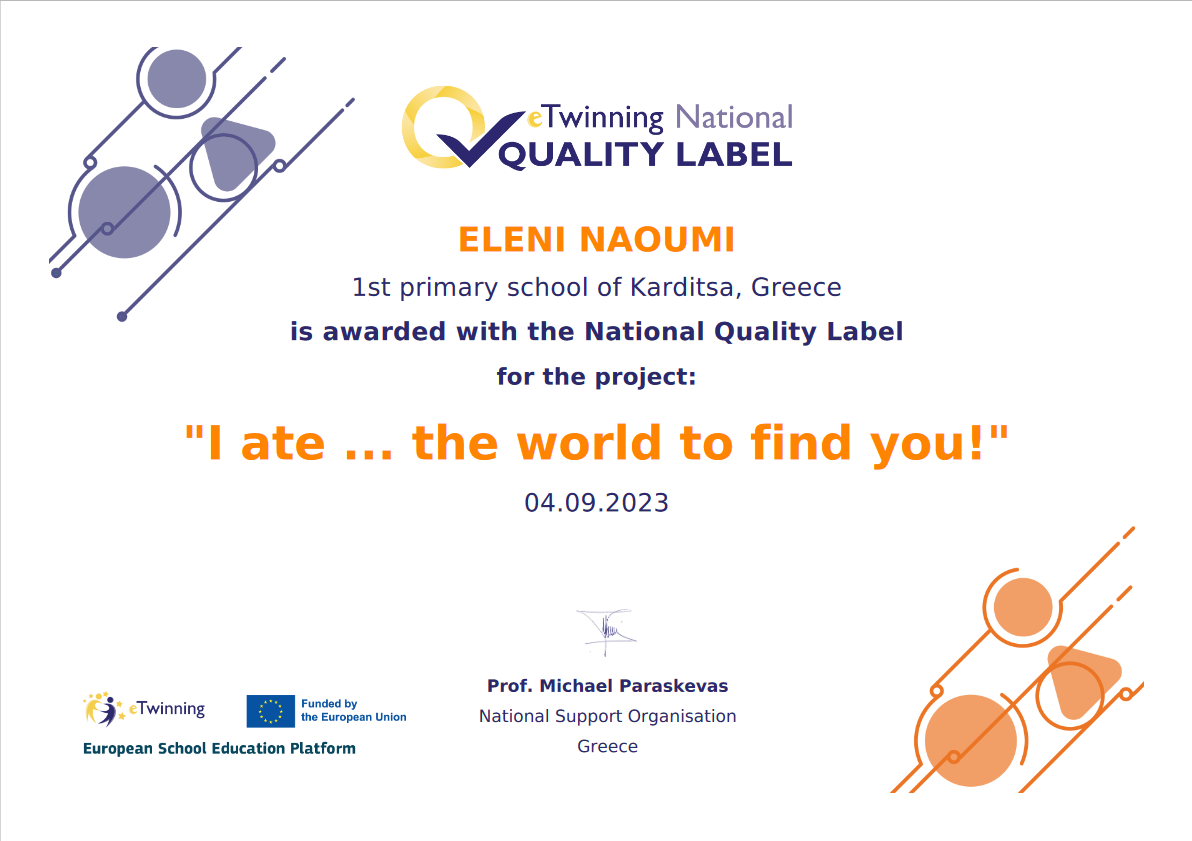 eTwinning National
QUALITY LABEL
ELENI NAOUMI
1st primary school of Karditsa, Greece
is awarded with the National Quality Label
for the project:
"I ate ... the world to find you!"
04.09.2023
Prof. Michael Paraskevas
National Support Organisation
Greece
eTwinning
Funded by
the European Union
European School Education Platform